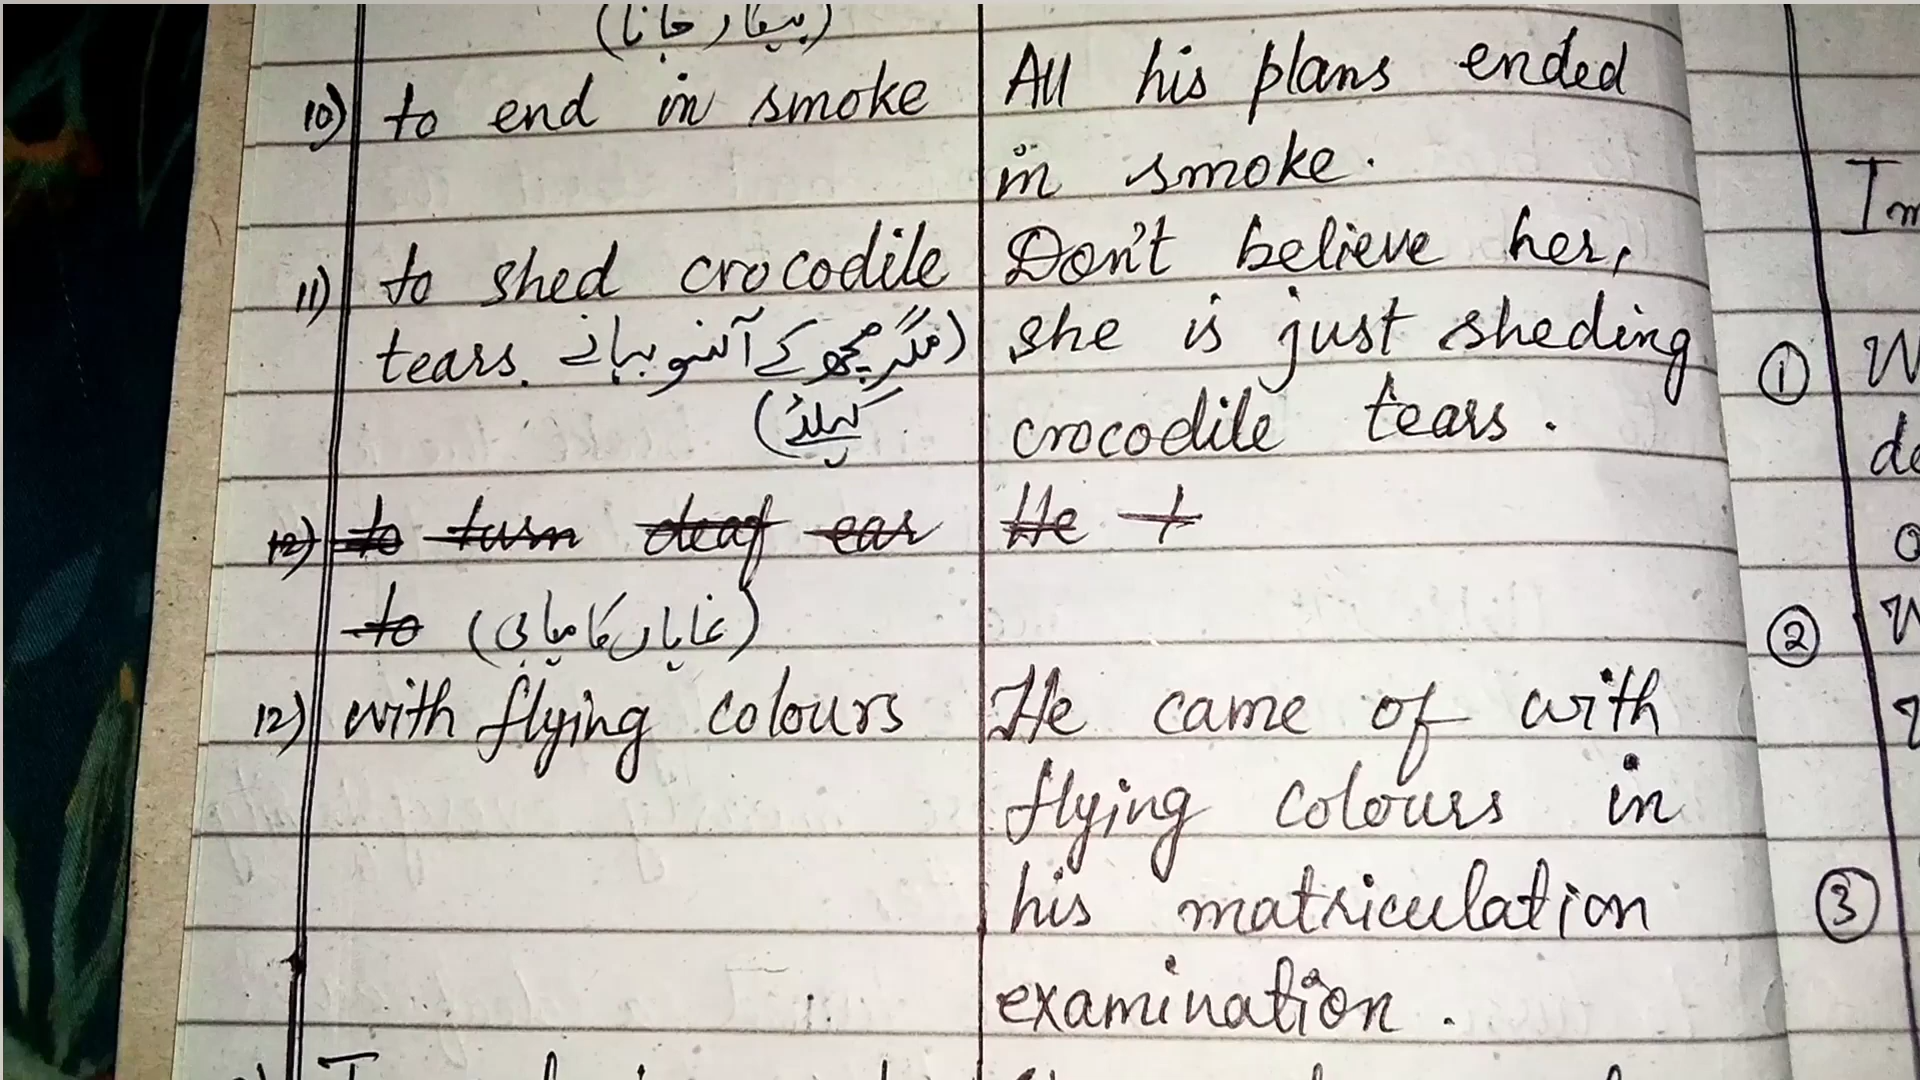 (بیکار جانا)
10) to end in smoke
All his plans ended
in smoke.
11) to shed crocodile
tears. (مگرمچھ کے آنسو بہانے
کیلئے)
Don't believe her,
she is just sheding
crocodile tears.
12) to turn deaf ear
He t
to (نمایاں کامیابی)
12) with flying colours
He came of with
flying colours in
his matriculation
examination.
Im
①
W
de
②
W
③